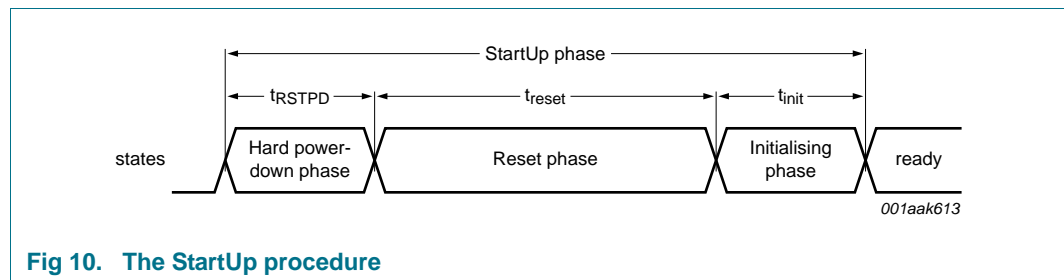 StartUp phase
tRSTPD
treset
tinit
states
Hard power-
down phase
Reset phase
Initialising
phase
ready
001aak613
Fig 10. The StartUp procedure